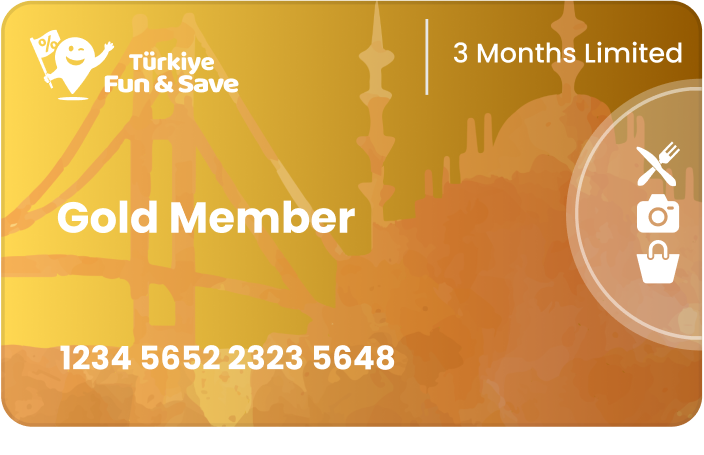 %
Türkiye
Fun & Save
3 Months Limited
Gold Member
1234 5652 2323 5648